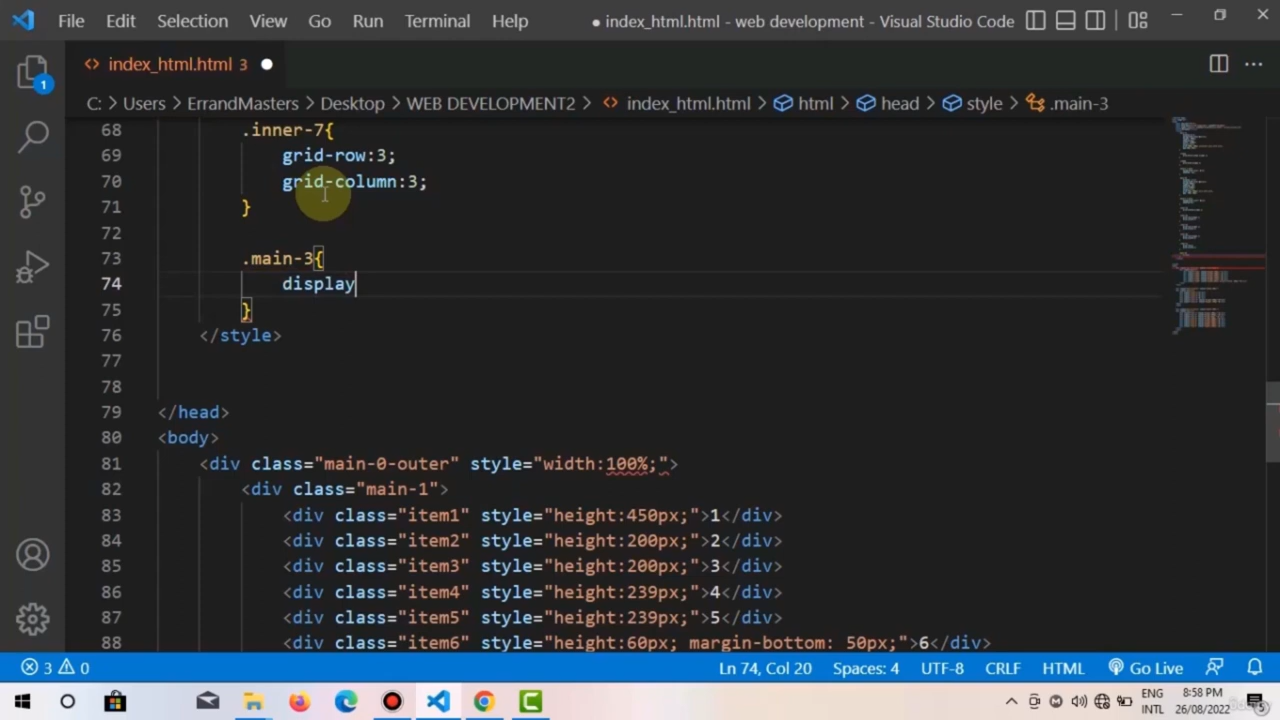 File Edit Selection View Go Run Terminal Help ● index_html.html - web development - Visual Studio Code
<> index_html.html 3 ●
1
C: > Users > ErrandMasters > Desktop > WEB DEVELOPMENT2 > <> index_html.html > html > head > style > .main-3
68 .inner-7{
69 grid-row:3;
70 grid-column:3;
71 }
72
73 .main-3{
74 display
75 }
76 </style>
77
78
79 </head>
80 <body>
81 <div class="main-0-outer" style="width:100%;">
82 <div class="main-1">
83 <div class="item1" style="height:450px;">1</div>
84 <div class="item2" style="height:200px;">2</div>
85 <div class="item3" style="height:200px;">3</div>
86 <div class="item4" style="height:239px;">4</div>
87 <div class="item5" style="height:239px;">5</div>
88 <div class="item6" style="height:60px; margin-bottom: 50px;">6</div>
3 0 Ln 74, Col 20 Spaces: 4 UTF-8 CRLF HTML Go Live
ENG 8:58 PM
INTL 26/08/2022